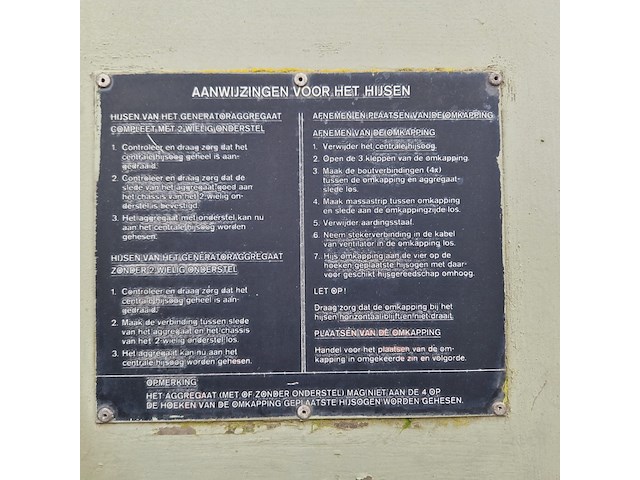 AANWIJZINGEN VOOR HET HIJSEN
HIJSEN VAN HET GENERATORAGGREGAAT
COMPLEET MET 2 WIELIG ONDERSTEL
1. Controleer en draag zorg dat het
centrale hijsoog geheel is aan-
gedraaid.
2. Controleer en draag zorg dat de
slede van het aggregaat goed aan
het chassis van het 2-wielig on-
derstel is bevestigd.
3. Het aggregaat met onderstel kan nu
aan het centrale hijsoog worden
gehesen.
HIJSEN VAN HET GENERATORAGGREGAAT
ZONDER 2 WIELIG ONDERSTEL
1. Controleer en draag zorg dat het
centrale hijsoog geheel is aan-
gedraaid.
2. Maak de verbinding tussen slede
van het aggregaat en het chassis
van het 2-wielig onderstel los.
3. Het aggregaat kan nu aan het
centrale hijsoog worden gehesen.
AFNEMEN EN PLAATSEN VAN DE OMKAPPING
AFNEMEN VAN DE OMKAPPING
1. Verwijder het centrale hijsoog.
2. Open de 3 kleppen van de omkapping.
3. Maak de boutverbindingen (4x)
tussen de omkapping en aggregaat-
slede los.
4. Maak massastrip tussen omkapping
en slede aan de omkappingzijde los.
5. Verwijder aardingsstaal.
6. Neem stekerverbinding in de kabel
van ventilator in de omkapping los.
7. Hijs omkapping aan de vier op de
hoeken geplaatste hijsogen met daar-
voor geschikt hijsgereedschap omhoog.
LET OP!
Draag zorg dat de omkapping bij het
hijsen horizontaal blijft en niet draait.
PLAATSEN VAN DE OMKAPPING
Handel voor het plaatsen van de om-
kapping in omgekeerde zin en volgorde.
OPMERKING
HET AGGREGAAT (MET OF ZONDER ONDERSTEL) MAG NIET AAN DE 4 OP
DE HOEKEN VAN DE OMKAPPING GEPLAATSTE HIJSOGEN WORDEN GEHESEN.